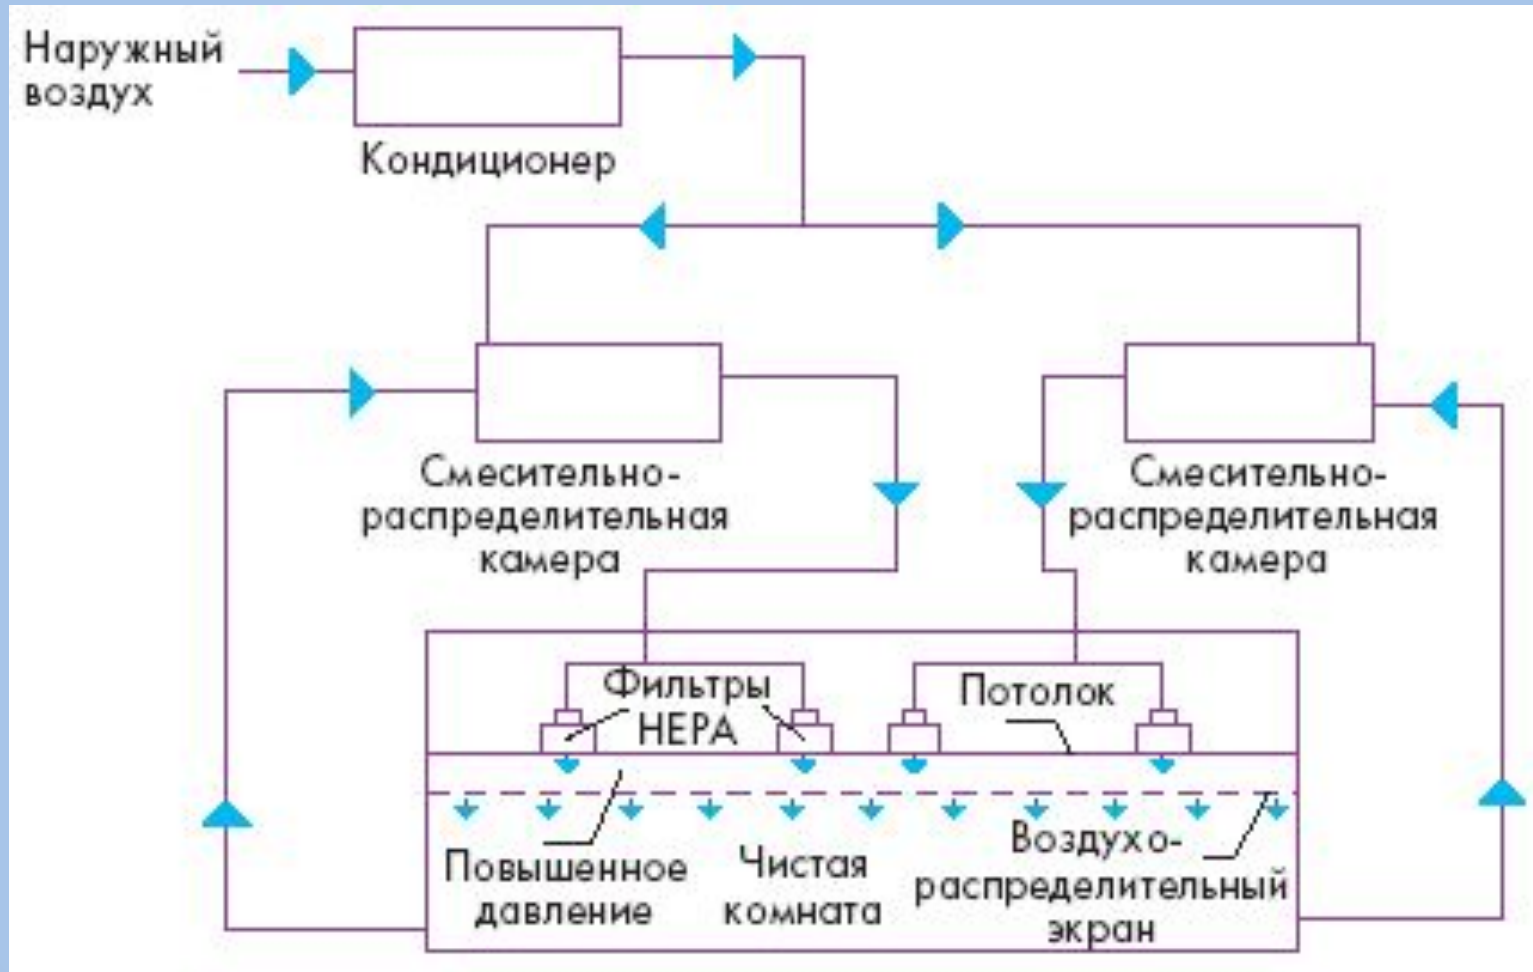 Наружный
воздух
Кондиционер
Смесительно-
распределительная
камера
Смесительно-
распределительная
камера
Фильтры
НЕРА
Потолок
Повышенное
давление
Чистая
комната
Воздухо-
распределительный
экран